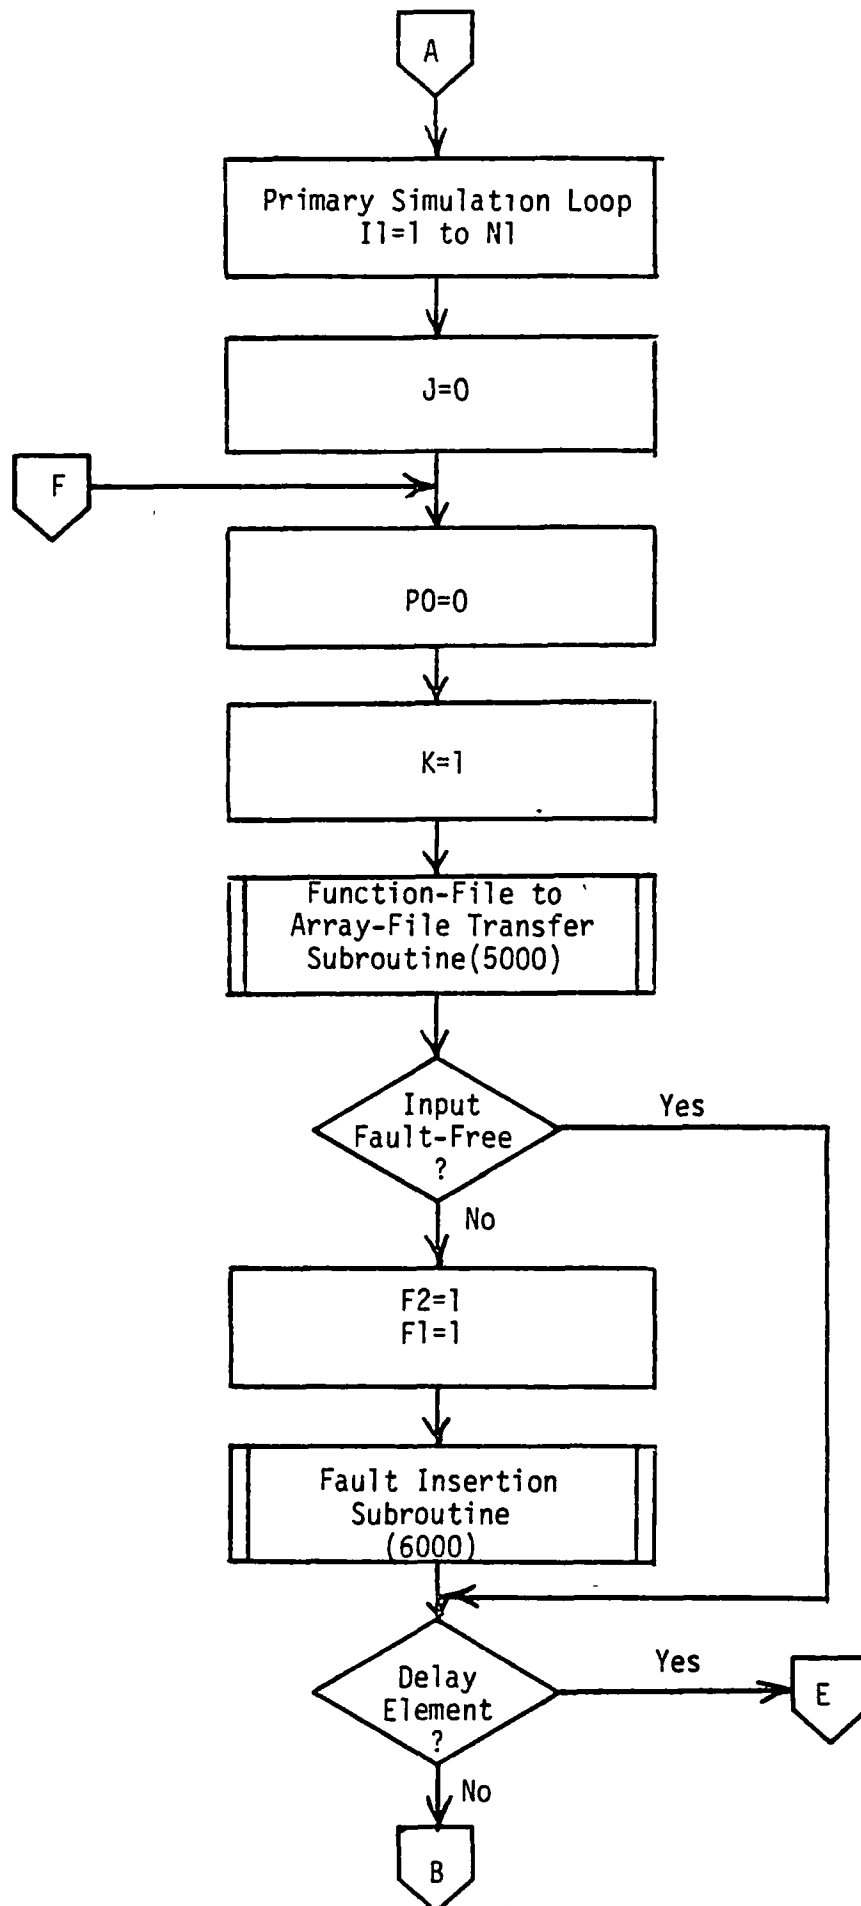 A
Primary Simulation Loop
I1=1 to N1
J=0
F
P0=0
K=1
Function-File to
Array-File Transfer
Subroutine(5000)
Input
Fault-Free
?
Yes
No
F2=1
F1=1
Fault Insertion
Subroutine
(6000)
Delay
Element
?
Yes
E
No
B